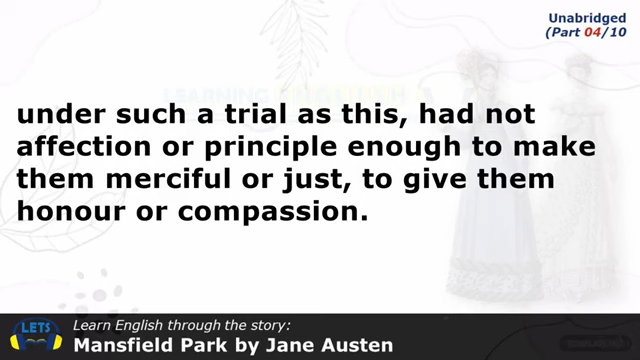 Unabridged
(Part 04/10
LEARNING ENGLISH
under such a trial as this, had not
affection or principle enough to make
them merciful or just, to give them
honour or compassion.
LETS
Learn English through the story:
Mansfield Park by Jane Austen